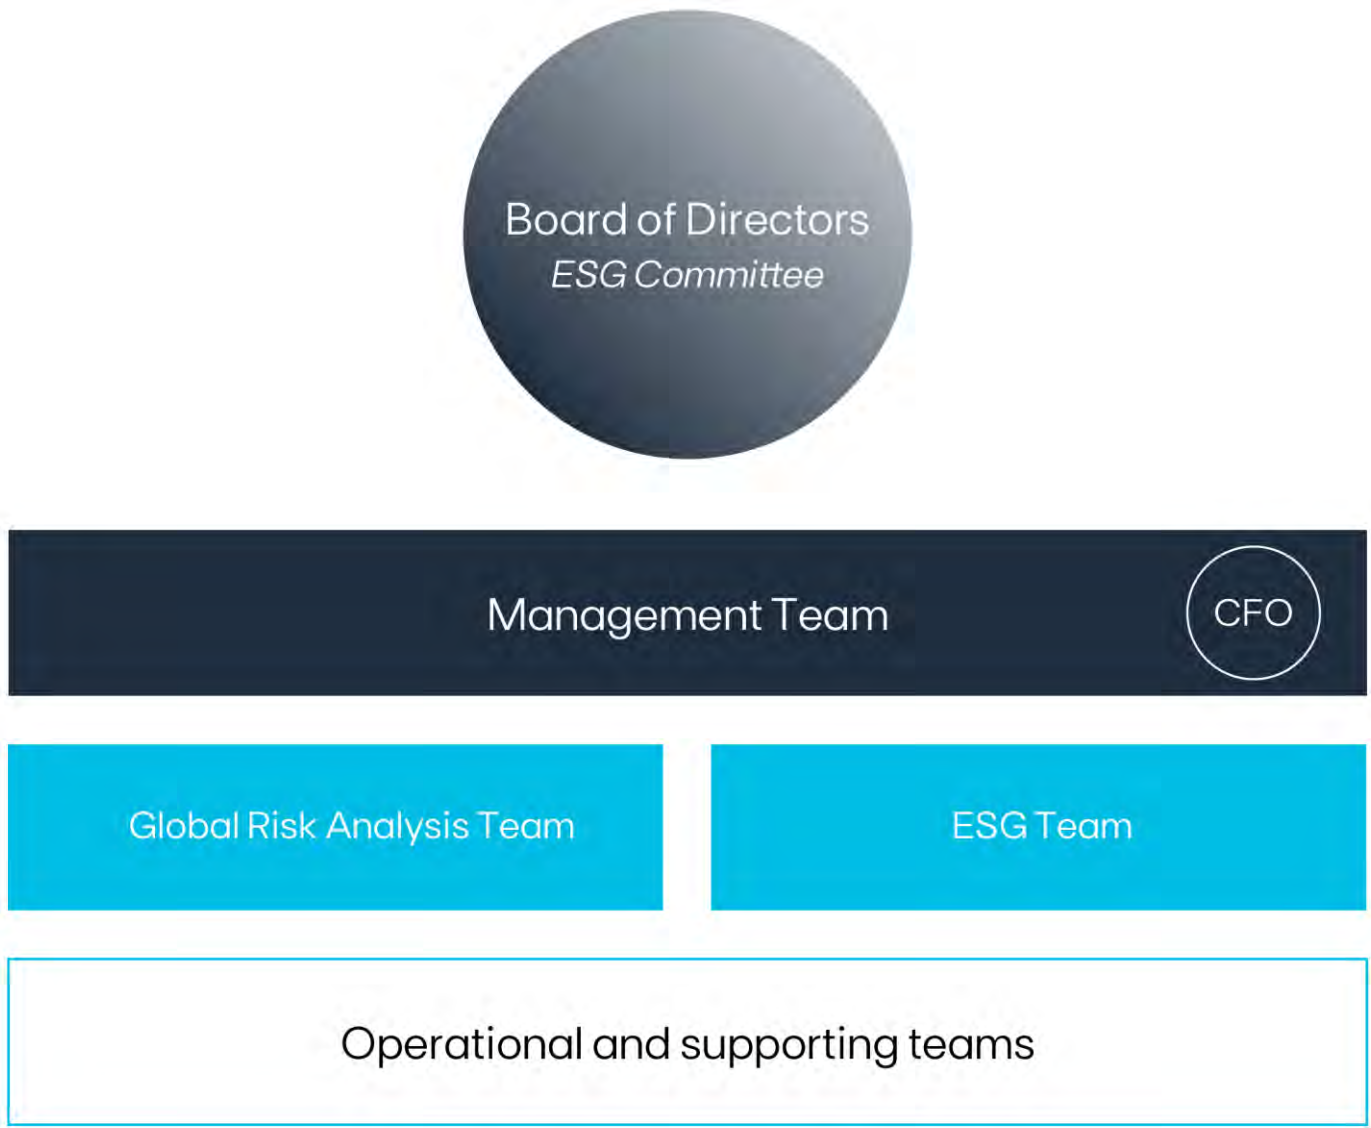 Board of Directors
ESG Committee
Management Team
CFO
Global Risk Analysis Team
ESG Team
Operational and supporting teams